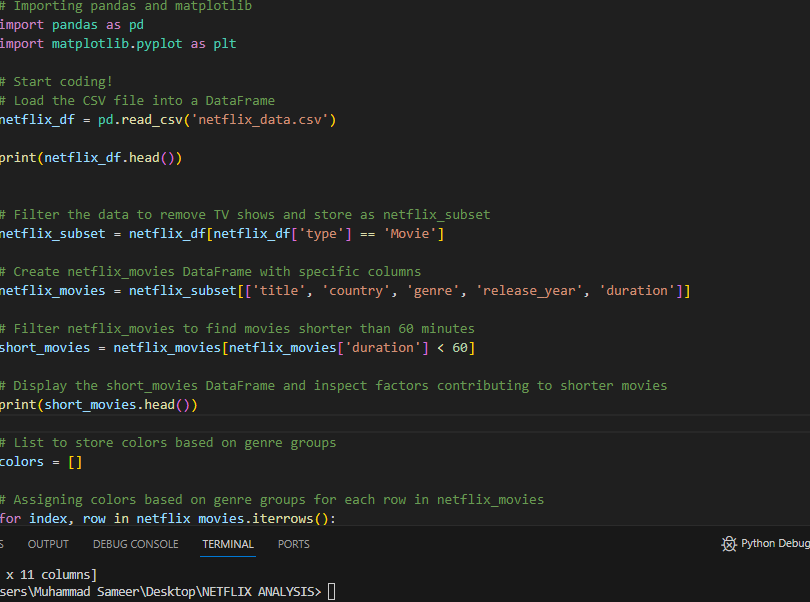 # Importing pandas and matplotlib
import pandas as pd
import matplotlib.pyplot as plt
# Start coding!
# Load the CSV file into a DataFrame
netflix_df = pd.read_csv('netflix_data.csv')
print(netflix_df.head())
# Filter the data to remove TV shows and store as netflix_subset
netflix_subset = netflix_df[netflix_df['type'] == 'Movie']
# Create netflix_movies DataFrame with specific columns
netflix_movies = netflix_subset[['title', 'country', 'genre', 'release_year', 'duration']]
# Filter netflix_movies to find movies shorter than 60 minutes
short_movies = netflix_movies[netflix_movies['duration'] < 60]
# Display the short_movies DataFrame and inspect factors contributing to shorter movies
print(short_movies.head())
# List to store colors based on genre groups
colors = []
# Assigning colors based on genre groups for each row in netflix_movies
for index, row in netflix_movies.iterrows():
S OUTPUT DEBUG CONSOLE TERMINAL PORTS Python Debug
x 11 columns]
sers\Muhammad Sameer\Desktop\NETFLIX ANALYSIS>